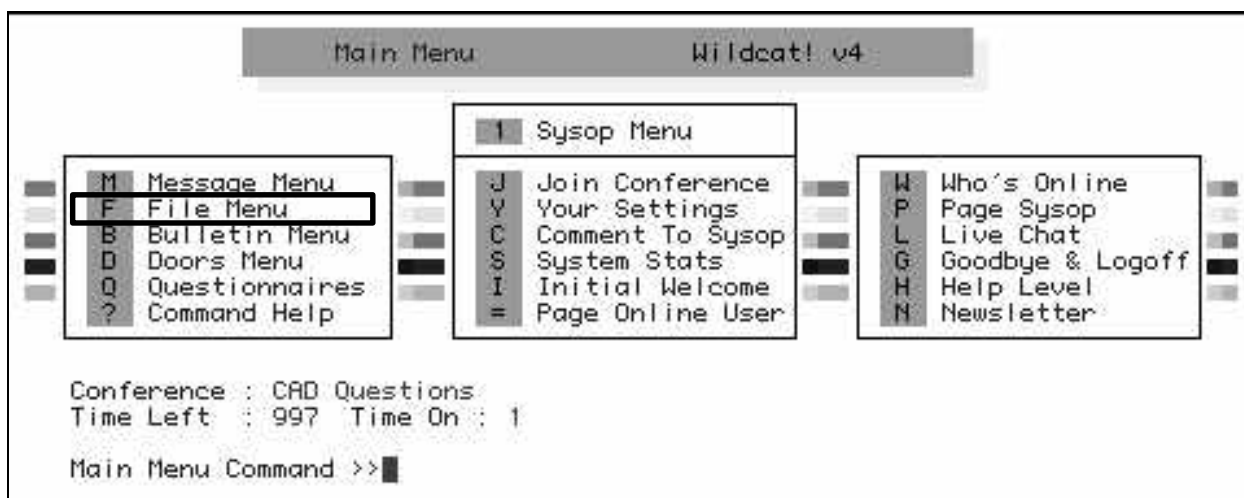 Main Menu Wildcat! v4
1 Sysop Menu
M Message Menu
F File Menu
B Bulletin Menu
D Doors Menu
Q Questionnaires
? Command Help
J Join Conference
Y Your Settings
C Comment To Sysop
S System Stats
I Initial Welcome
= Page Online User
W Who's Online
P Page Sysop
L Live Chat
G Goodbye & Logoff
H Help Level
N Newsletter
Conference : CAD Questions
Time Left : 997 Time On : 1
Main Menu Command >>